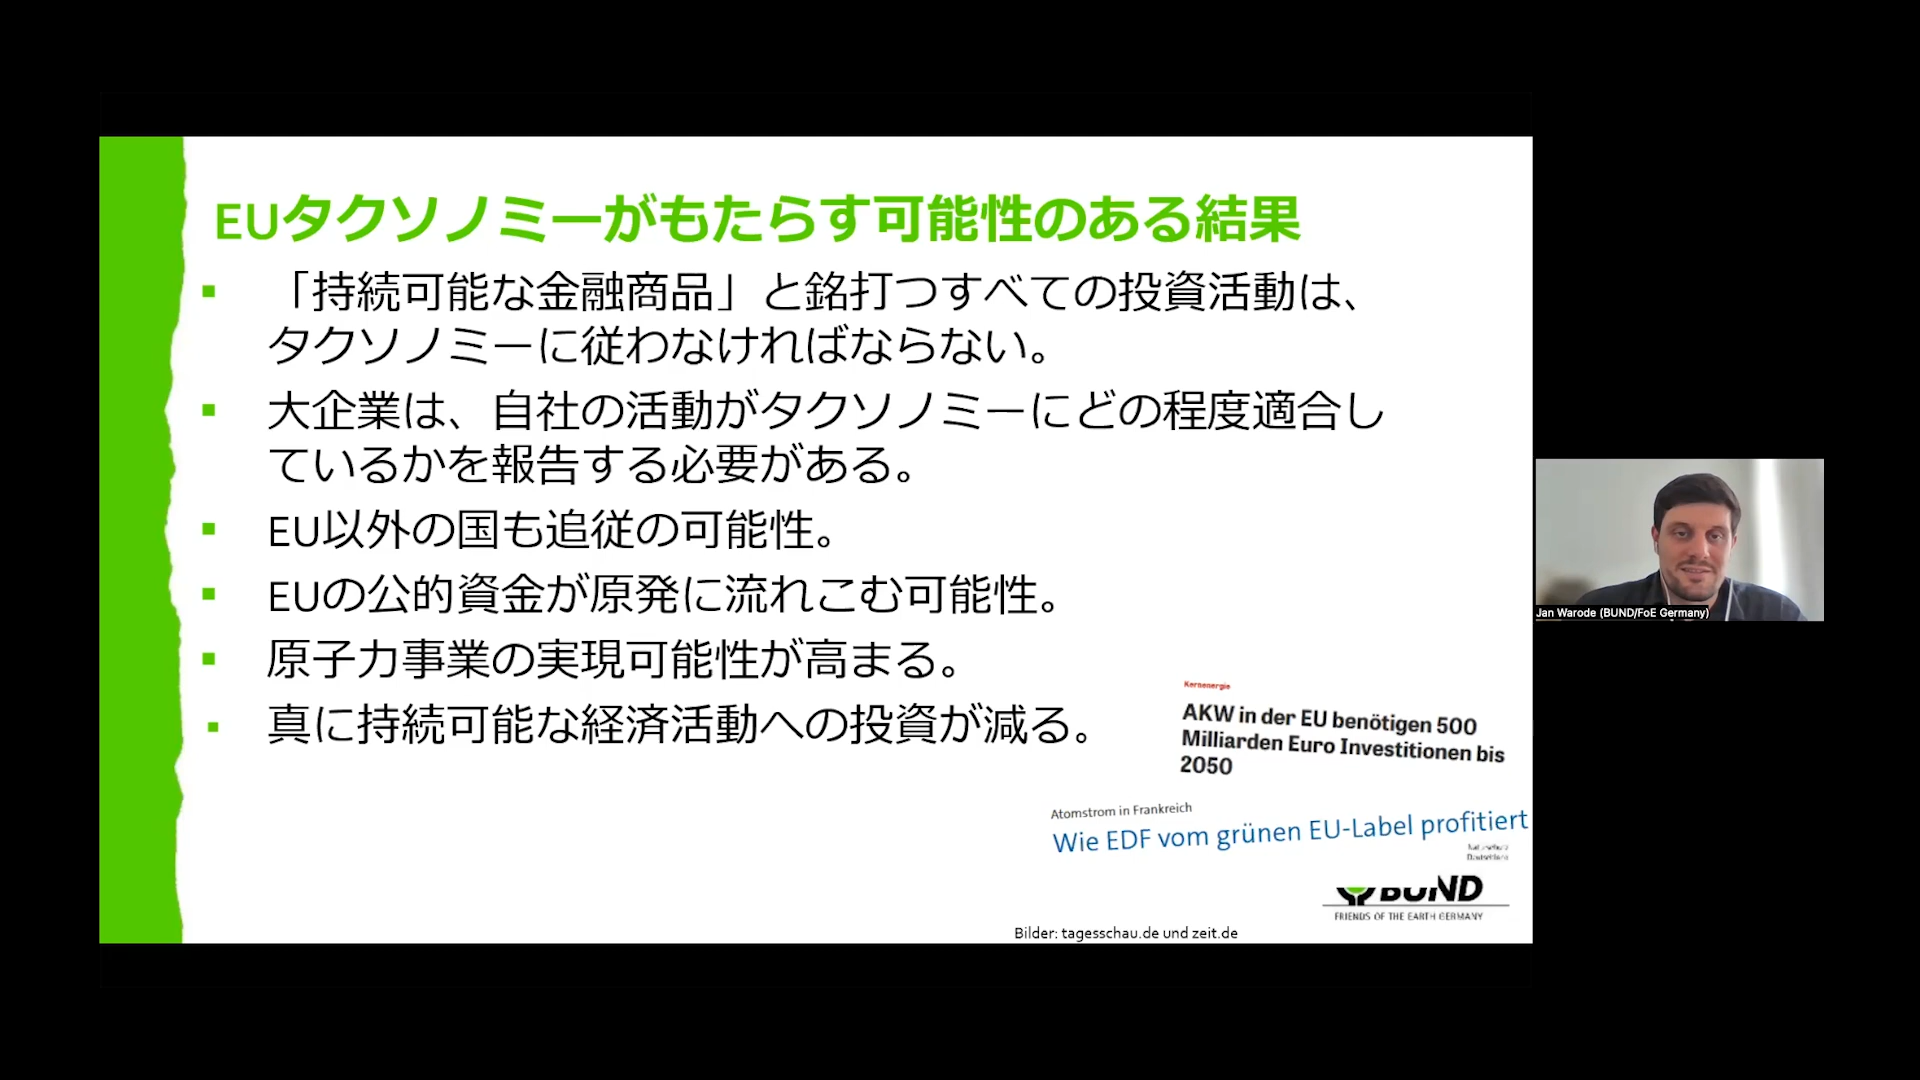 EUタクソノミーがもたらす可能性のある結果
「持続可能な金融商品」と銘打つすべての投資活動は、
タクソノミーに従わなければならない。
大企業は、自社の活動がタクソノミーにどの程度適合し
ているかを報告する必要がある。
EU以外の国も追従の可能性。
EUの公的資金が原発に流れこむ可能性。
原子力事業の実現可能性が高まる。
真に持続可能な経済活動への投資が減る。
Kernenergie
AKW in der EU benötigen 500
Milliarden Euro Investitionen bis
2050
Atomstrom in Frankreich
Wie EDF vom grünen EU-Label profitiert
BUND
FRIENDS OF THE EARTH GERMANY
Bilder: tagesschau.de und zeit.de
Jan Warode (BUND/FoE Germany)